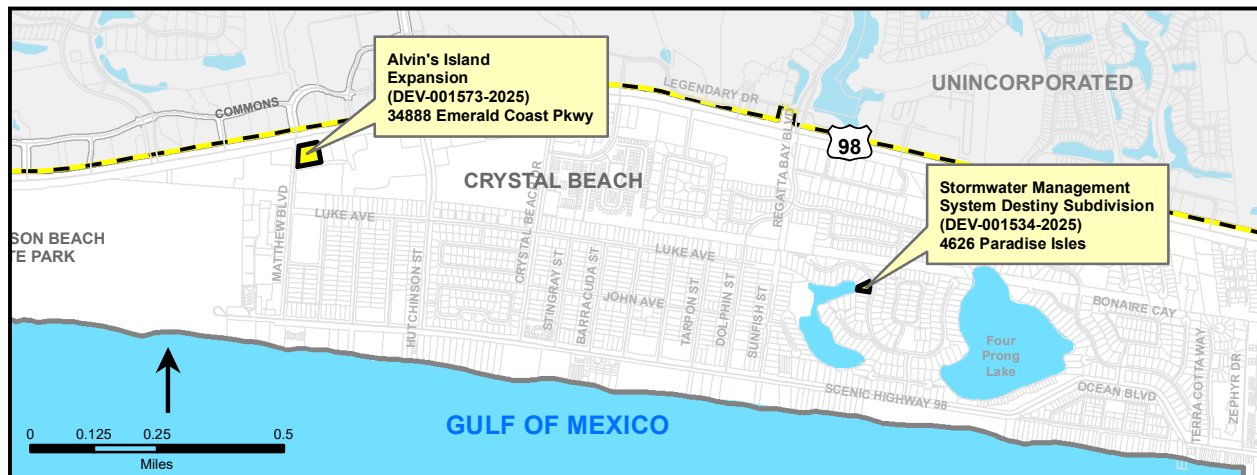 Alvin's Island
Expansion
(DEV-001573-2025)
34888 Emerald Coast Pkwy
COMMONS
LEGENDARY DR
UNINCORPORATED
98
CRYSTAL BEACH
Stormwater Management
System Destiny Subdivision
(DEV-001534-2025)
4626 Paradise Isles
SON BEACH
TE PARK
MATTHEW BLVD
LUKE AVE
HUTCHINSON ST
CRYSTAL BEACH DR
STINGRAY ST
BARRACUDA ST
JOHN AVE
LUKE AVE
TARPON ST
DOLPHIN ST
SUNFISH ST
REGATTA BAY BLVD
BONAIRE CAY
Four
Prong
Lake
SCENIC HIGHWAY 98
OCEAN BLVD
TERRA COTTA WAY
ZEPHYR DR
GULF OF MEXICO
0 0.125 0.25 0.5
Miles